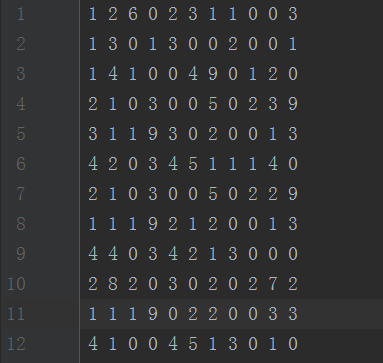 1 1 2 6 0 2 3 1 1 0 0 3
2 1 3 0 1 3 0 0 2 0 0 1
3 1 4 1 0 0 4 9 0 1 2 0
4 2 1 0 3 0 0 5 0 2 3 9
5 3 1 1 9 3 0 2 0 0 1 3
6 4 2 0 3 4 5 1 1 1 4 0
7 2 1 0 3 0 0 5 0 2 2 9
8 1 1 1 9 2 1 2 0 0 1 3
9 4 4 0 3 4 2 1 3 0 0 0
10 2 8 2 0 3 0 2 0 2 7 2
11 1 1 1 9 0 2 2 0 0 3 3
12 4 1 0 0 4 5 1 3 0 1 0